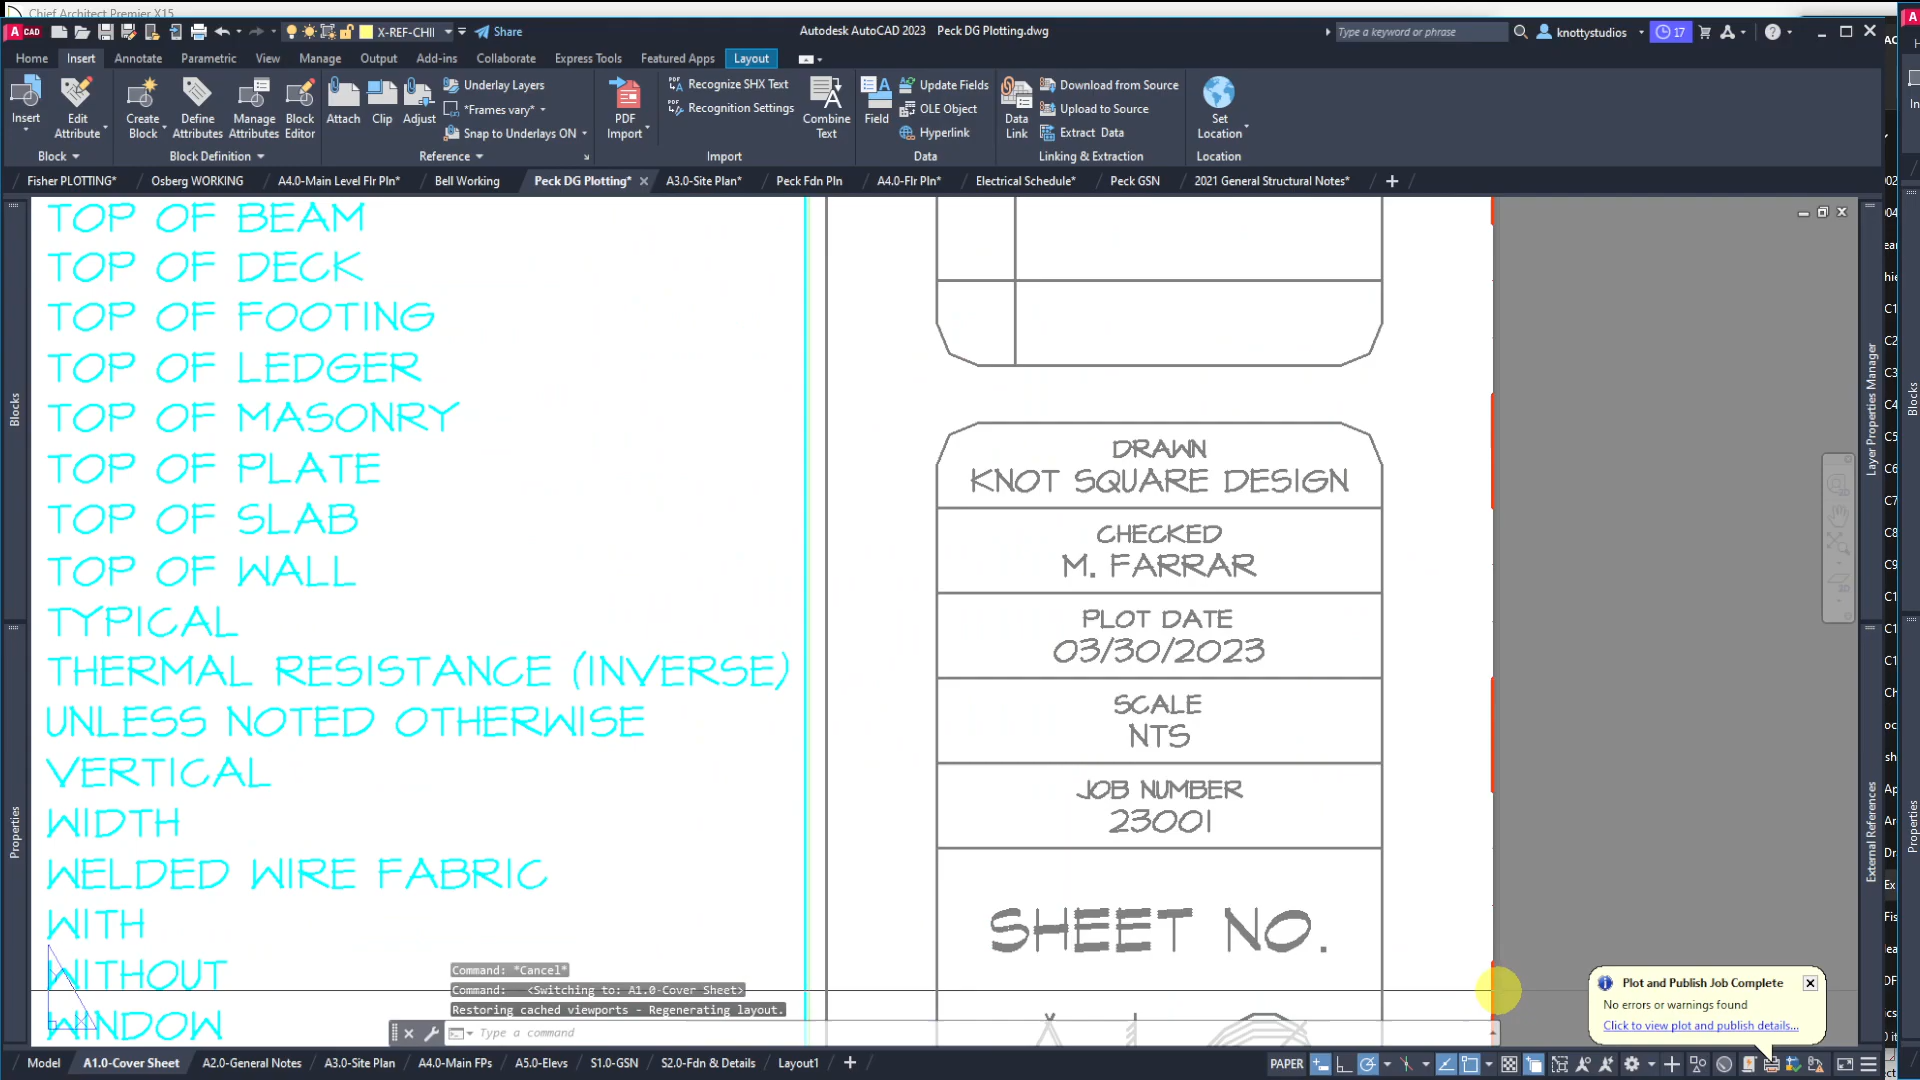 Chief Architect Premier X15
CAD
X-REF-CHII
Share
Autodesk AutoCAD 2023 Peck DG Plotting.dwg
Type a keyword or phrase
knottystudios
17
Home
Insert
Annotate
Parametric
View
Manage
Output
Add-ins
Collaborate
Express Tools
Featured Apps
Layout
Insert
Edit Attribute
Create Block
Define Attributes
Manage Attributes
Block Editor
Attach
Clip
Adjust
Underlay Layers
*Frames vary*
Snap to Underlays ON
PDF Import
Recognize SHX Text
Recognition Settings
Combine Text
Field
Update Fields
OLE Object
Hyperlink
Data Link
Download from Source
Upload to Source
Extract Data
Set Location
Block
Block Definition
Reference
Import
Data
Linking & Extraction
Location
Fisher PLOTTING*
Osberg WORKING
A4.0-Main Level Flr Pln*
Bell Working
Peck DG Plotting*
A3.0-Site Plan*
Peck Fdn Pln
A4.0-Flr Pln*
Electrical Schedule*
Peck GSN
2021 General Structural Notes*
Blocks
Properties
TOP OF BEAM
TOP OF DECK
TOP OF FOOTING
TOP OF LEDGER
TOP OF MASONRY
TOP OF PLATE
TOP OF SLAB
TOP OF WALL
TYPICAL
THERMAL RESISTANCE (INVERSE)
UNLESS NOTED OTHERWISE
VERTICAL
WIDTH
WELDED WIRE FABRIC
WITH
WITHOUT
WINDOW
DRAWN
KNOT SQUARE DESIGN
CHECKED
M. FARRAR
PLOT DATE
03/30/2023
SCALE
NTS
JOB NUMBER
23001
SHEET NO.
Layer Properties Manager
External References
Blocks
Properties
Command: *Cancel*
Command: <Switching to: A1.0-Cover Sheet>
Restoring cached viewports - Regenerating layout.
Type a command
Plot and Publish Job Complete
No errors or warnings found
Click to view plot and publish details...
Model
A1.0-Cover Sheet
A2.0-General Notes
A3.0-Site Plan
A4.0-Main FPs
A5.0-Elevs
S1.0-GSN
S2.0-Fdn & Details
Layout1
PAPER